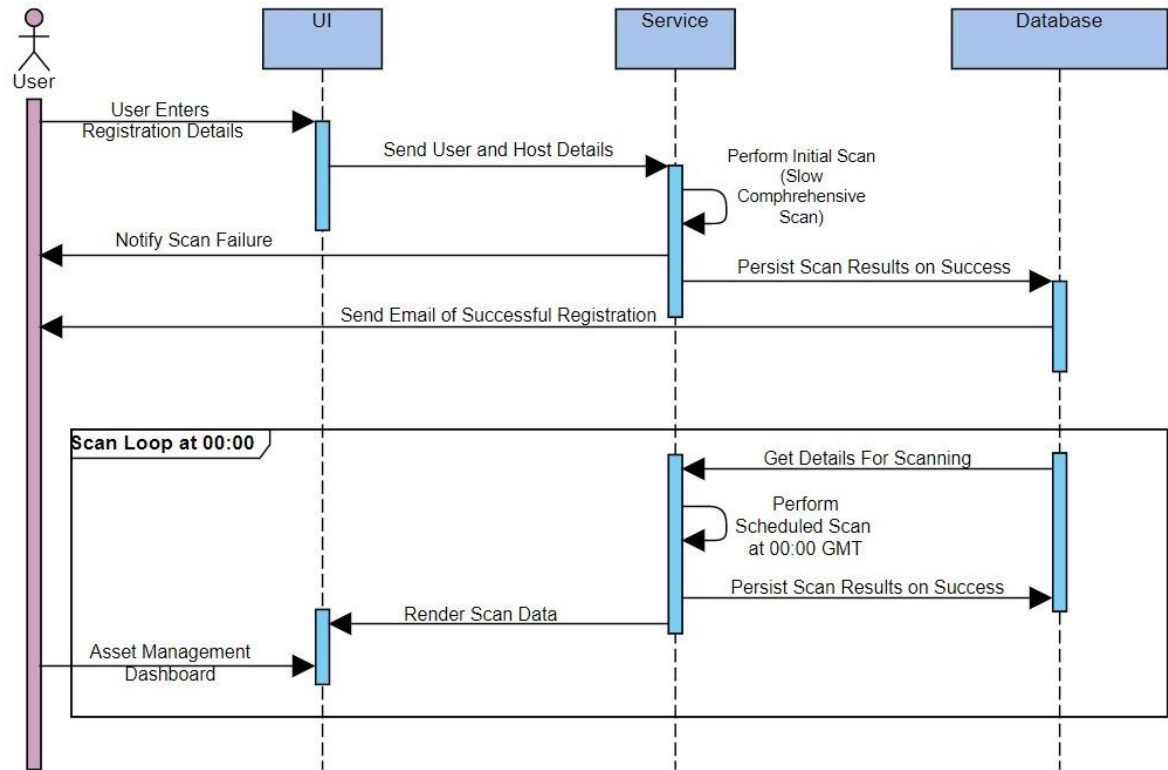 UI
Service
Database
User
User Enters
Registration Details
Send User and Host Details
Perform Initial Scan
(Slow
Comphrehensive
Scan)
Notify Scan Failure
Persist Scan Results on Success
Send Email of Successful Registration
Scan Loop at 00:00
Get Details For Scanning
Perform
Scheduled Scan
at 00:00 GMT
Persist Scan Results on Success
Render Scan Data
Asset Management
Dashboard